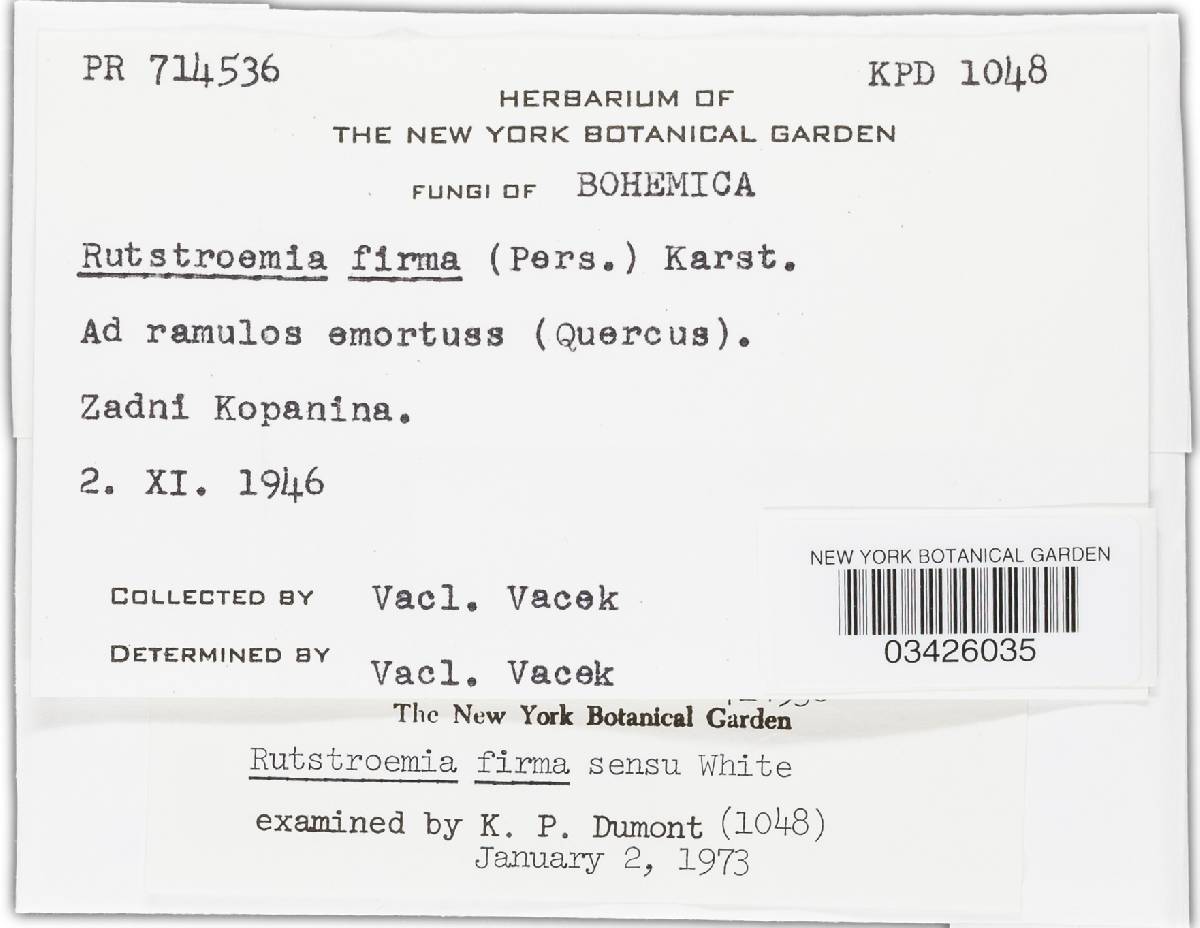 PR 714536 KPD 1048
HERBARIUM OF
THE NEW YORK BOTANICAL GARDEN
FUNGI OF BOHEMICA
Rutstroemia firma (Pers.) Karst.
Ad ramulos emortuss (Quercus).
Zadni Kopanina.
2. XI. 1946
NEW YORK BOTANICAL GARDEN
03426035
COLLECTED BY Vacl. Vacek
DETERMINED BY Vacl. Vacek
The New York Botanical Garden
Rutstroemia firma sensu White
examined by K. P. Dumont (1048)
January 2, 1973